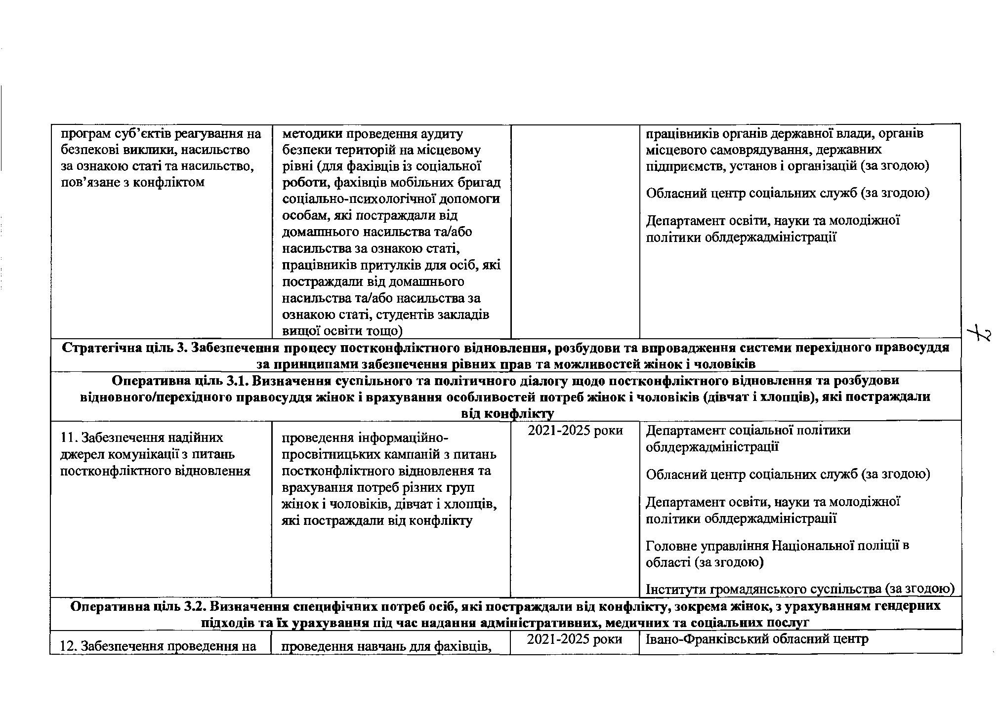 програм суб’єктів реагування на
безпекові виклики, насильство
за ознакою статі та насильство,
пов’язане з конфліктом
методики проведення аудиту
безпеки територій на місцевому
рівні (для фахівців із соціальної
роботи, фахівців мобільних бригад
соціально-психологічної допомоги
особам, які постраждали від
домашнього насильства та/або
насильства за ознакою статі,
працівників притулків для осіб, які
постраждали від домашнього
насильства та/або насильства за
ознакою статі, студентів закладів
вищої освіти тощо)
працівників органів державної влади, органів
місцевого самоврядування, державних
підприємств, установ і організацій (за згодою)
Обласний центр соціальних служб (за згодою)
Департамент освіти, науки та молодіжної
політики облдержадміністрації
Стратегічна ціль 3. Забезпечення процесу постконфліктного відновлення, розбудови та впровадження системи перехідного правосуддя
за принципами забезпечення рівних прав та можливостей жінок і чоловіків
Оперативна ціль 3.1. Визначення суспільного та політичного діалогу щодо постконфліктного відновлення та розбудови
відновного/перехідного правосуддя жінок і врахування особливостей потреб жінок і чоловіків (дівчат і хлопців), які постраждали
від конфлікту
11. Забезпечення надійних
джерел комунікації з питань
постконфліктного відновлення
проведення інформаційно-
просвітницьких кампаній з питань
постконфліктного відновлення та
врахування потреб різних груп
жінок і чоловіків, дівчат і хлопців,
які постраждали від конфлікту
2021-2025 роки
Департамент соціальної політики
облдержадміністрації
Обласний центр соціальних служб (за згодою)
Департамент освіти, науки та молодіжної
політики облдержадміністрації
Головне управління Національної поліції в
області (за згодою)
Інститути громадянського суспільства (за згодою)
Оперативна ціль 3.2. Визначення специфічних потреб осіб, які постраждали від конфлікту, зокрема жінок, з урахуванням гендерних
підходів та їх урахування під час надання адміністративних, медичних та соціальних послуг
12. Забезпечення проведення на
проведення навчань для фахівців,
2021-2025 роки
Івано-Франківський обласний центр